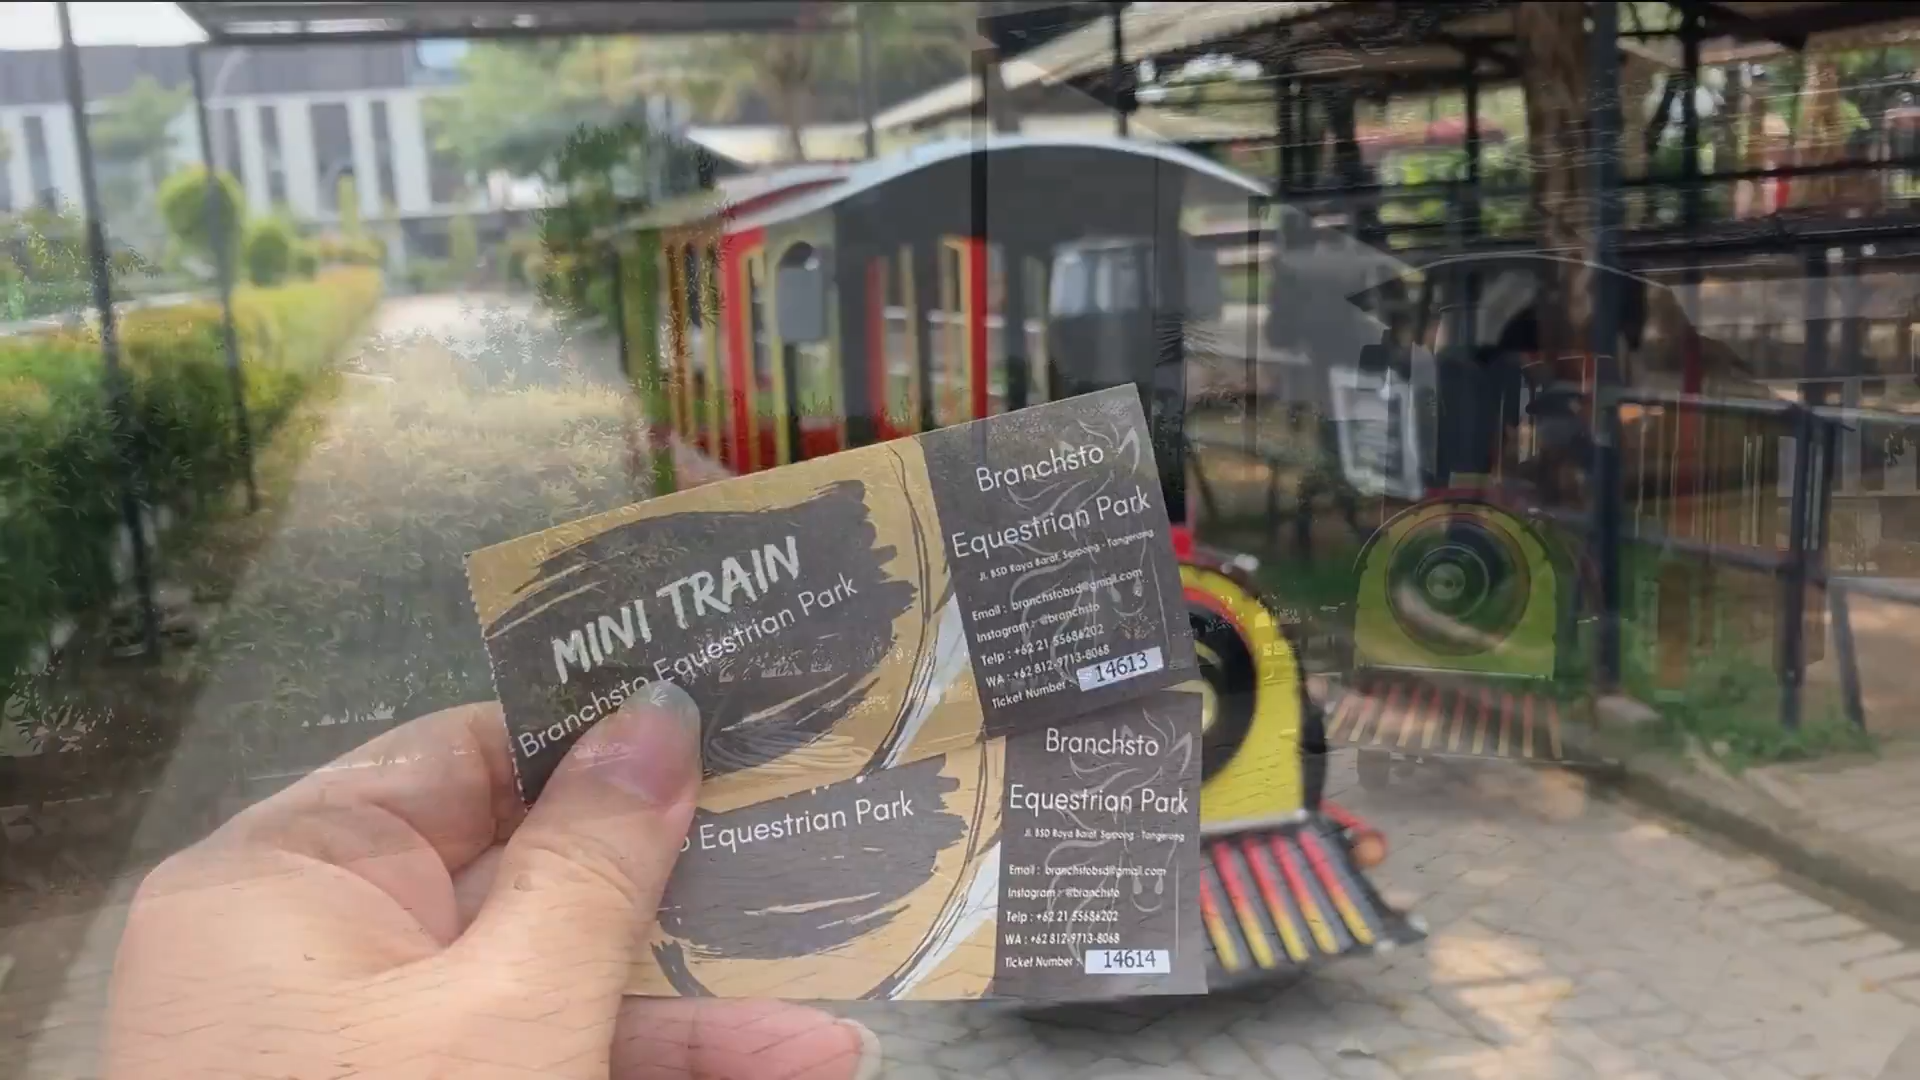 MINI TRAIN
Branchsto Equestrian Park
Branchsto
Equestrian Park
Jl. BSD Raya Barat, Serpong - Tangerang
Email : branchstobsd@gmail.com
Instagram : @branchsto
Telp : +62 21 55686202
WA : +62 812-9713-8068
Ticket Number : 14613
Equestrian Park
Branchsto
Equestrian Park
Jl. BSD Raya Barat, Serpong - Tangerang
Email : branchstobsd@gmail.com
Instagram : @branchsto
Telp : +62 21 55686202
WA : +62 812-9713-8068
Ticket Number : 14614